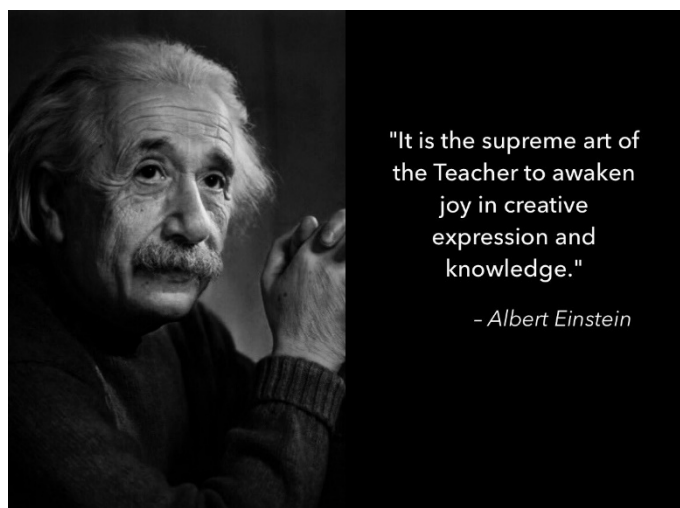 "It is the supreme art of
the Teacher to awaken
joy in creative
expression and
knowledge."
– Albert Einstein